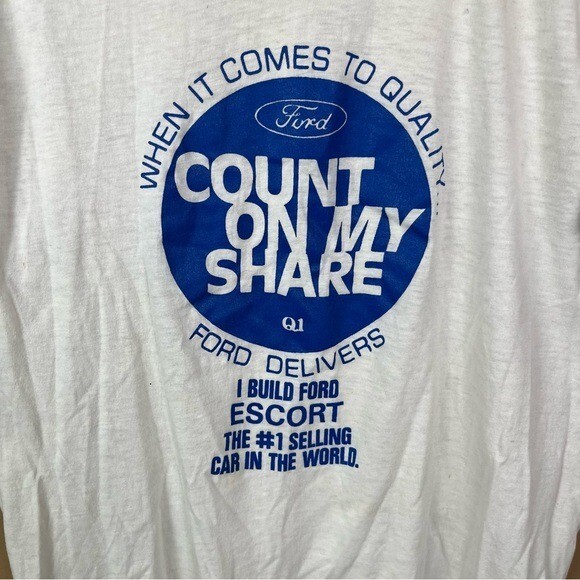 WHEN IT COMES TO QUALITY...
Ford
COUNT
ON MY
SHARE
Q1
FORD DELIVERS
I BUILD FORD
ESCORT
THE #1 SELLING
CAR IN THE WORLD.